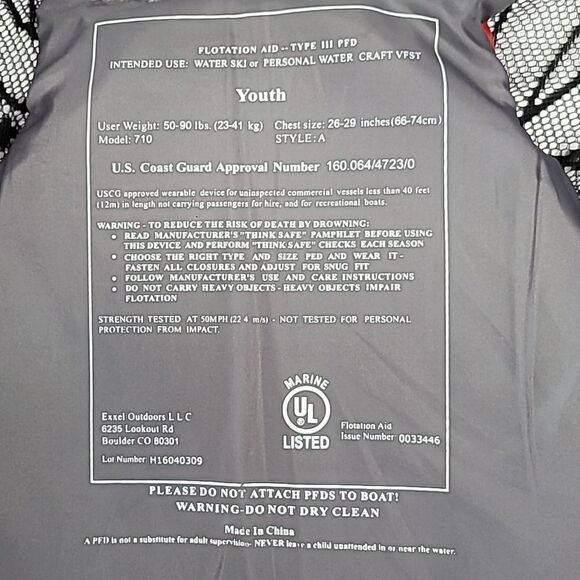 FLOTATION AID -- TYPE III PFD
INTENDED USE: WATER SKI or PERSONAL WATER CRAFT VFST
Youth
User Weight: 50-90 lbs. (23-41 kg) Chest size: 26-29 inches(66-74cm)
Model: 710 STYLE:A
U.S. Coast Guard Approval Number 160.064/4723/0
USCG approved wearable device for uninspected commercial vessels less than 40 feet
(12m) in length not carrying passengers for hire, and for recreational boats.
WARNING - TO REDUCE THE RISK OF DEATH BY DROWNING:
• READ MANUFACTURER'S "THINK SAFE" PAMPHLET BEFORE USING
THIS DEVICE AND PERFORM "THINK SAFE" CHECKS EACH SEASON
• CHOOSE THE RIGHT TYPE AND SIZE PED AND WEAR IT -
FASTEN ALL CLOSURES AND ADJUST FOR SNUG FIT
• FOLLOW MANUFACTURER'S USE AND CARE INSTRUCTIONS
• DO NOT CARRY HEAVY OBJECTS - HEAVY OBJECTS IMPAIR
FLOTATION
STRENGTH TESTED AT 50MPH (22 4 m/s) - NOT TESTED FOR PERSONAL
PROTECTION FROM IMPACT.
MARINE
UL
®
LISTED
Exxel Outdoors L L C
6235 Lookout Rd
Boulder CO 80301
Lot Number H16040309
Flotation Aid
Issue Number 0033446
PLEASE DO NOT ATTACH PFDS TO BOAT!
WARNING-DO NOT DRY CLEAN
Made In China
A PFD is not a substitute for adult supervision- NEVER leave a child unattended in or near the water.